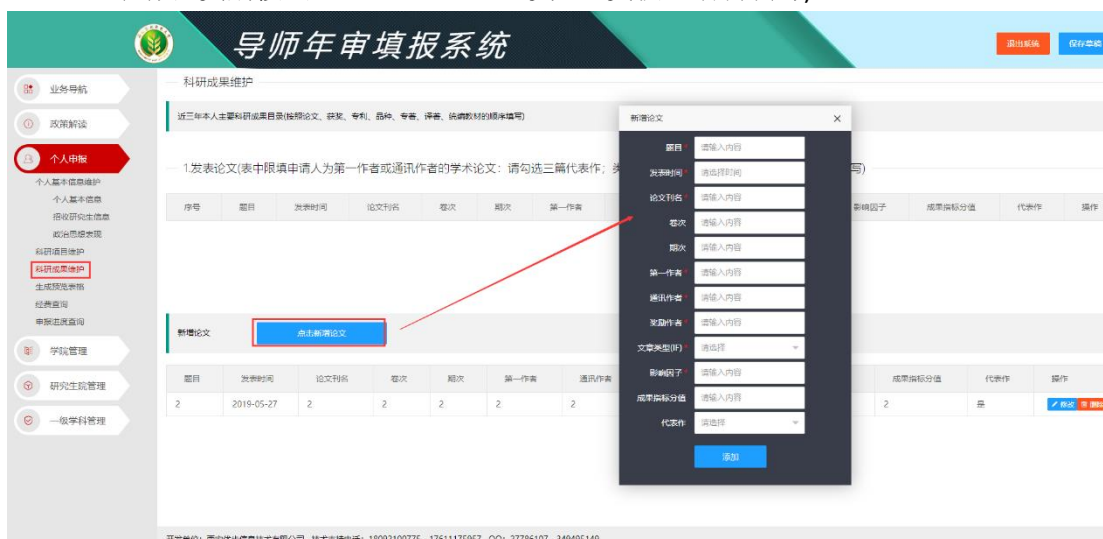 导师年审填报系统
退出系统
保存草稿
业务导航
政策解读
个人申报
个人基本信息维护
个人基本信息
招收研究生信息
政治思想表现
科研项目维护
科研成果维护
生成预览表格
经费查询
申报进度查询
学院管理
研究生院管理
一级学科管理
科研成果维护
近三年本人主要科研成果目录(按照论文、获奖、专利、品种、专著、译著、统编教材的顺序填写)
1.发表论文(表中限填申请人为第一作者或通讯作者的学术论文：请勾选三篇代表作；类
写)
序号 题目 发表时间 论文刊名 卷次 期次 第一作者 影响因子 成果指标分值 代表作 操作
新增论文 点击新增论文
题目 发表时间 论文刊名 卷次 期次 第一作者 通讯作者 成果指标分值 代表作 操作
2 2019-05-27 2 2 2 2 2 2 是 修改 删除
新增论文 ×
题目* 请输入内容
发表时间* 请选择时间
论文刊名* 请输入内容
卷次 请输入内容
期次 请输入内容
第一作者* 请输入内容
通讯作者* 请输入内容
奖励作者* 请输入内容
文章类型(IF)* 请选择
影响因子* 请输入内容
成果指标分值 请输入内容
代表作 请选择
添加